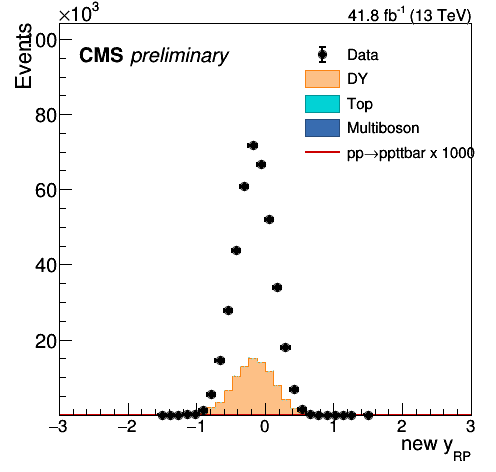 ×10³
41.8 fb⁻¹ (13 TeV)
Events
CMS preliminary
Data
DY
Top
Multiboson
pp→ppttbar x 1000
00
80
60
40
20
−3 −2 −1 0 1 2 3
new y_RP